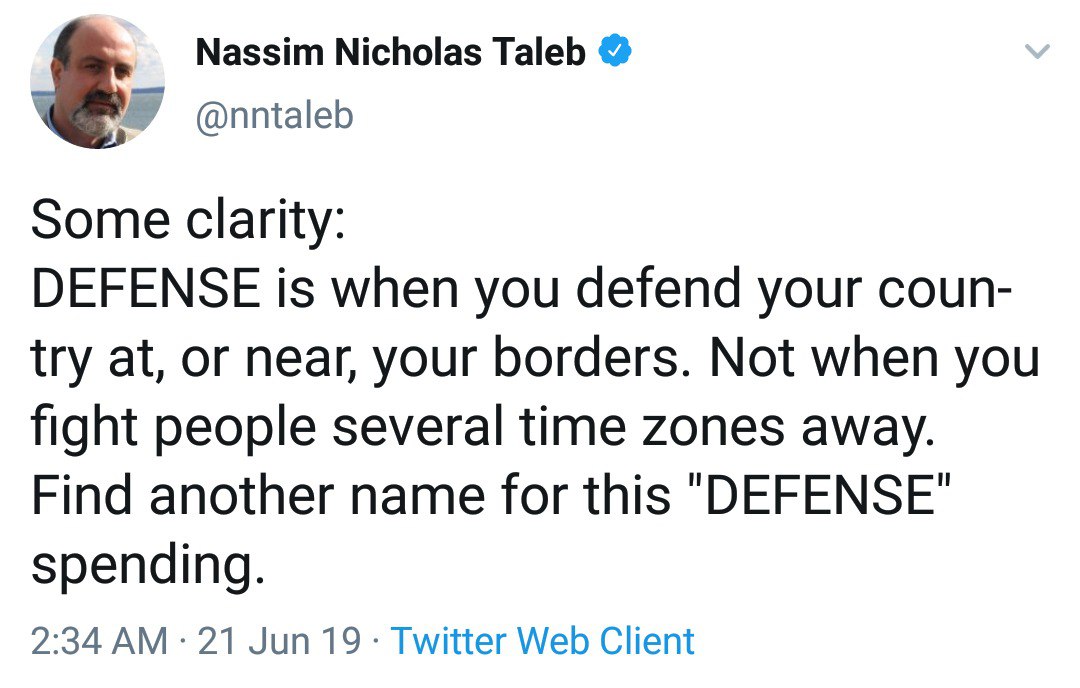 Nassim Nicholas Taleb
@nntaleb
Some clarity:
DEFENSE is when you defend your coun-
try at, or near, your borders. Not when you
fight people several time zones away.
Find another name for this "DEFENSE"
spending.
2:34 AM · 21 Jun 19 · Twitter Web Client